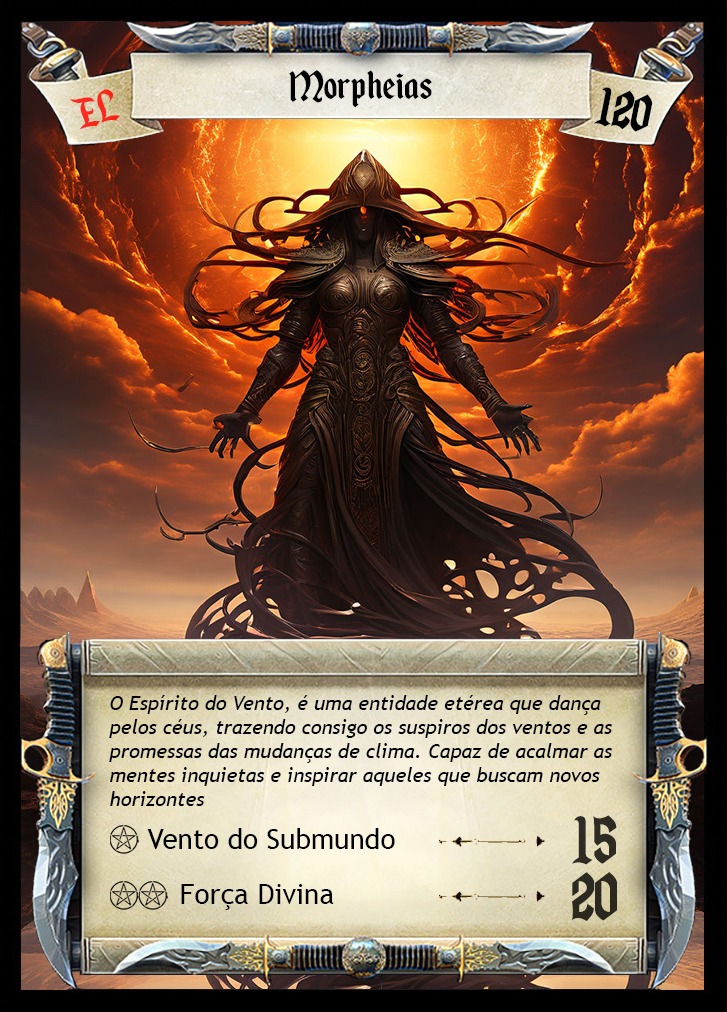 Morpheias
EL
120
O Espírito do Vento, é uma entidade etérea que dança
pelos céus, trazendo consigo os suspiros dos ventos e as
promessas das mudanças de clima. Capaz de acalmar as
mentes inquietas e inspirar aqueles que buscam novos
horizontes
Vento do Submundo 15
Força Divina 20